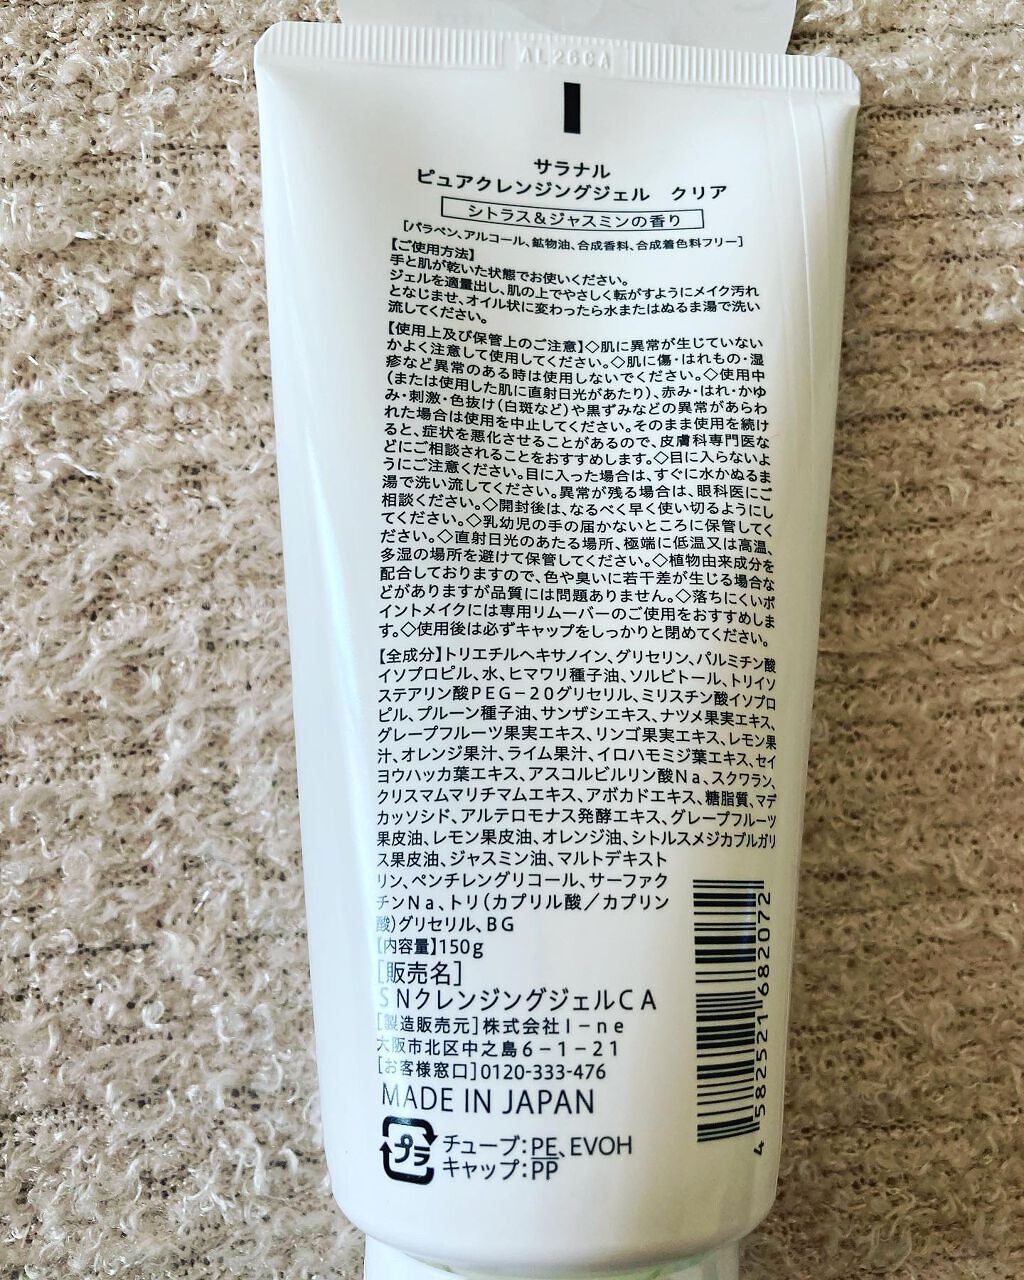 AL26CA
サラナル
ピュアクレンジングジェル　クリア
シトラス&ジャスミンの香り
[パラベン、アルコール、鉱物油、合成香料、合成着色料フリー]
【ご使用方法】
手と肌が乾いた状態でお使いください。
ジェルを適量出し、肌の上でやさしく転がすようにメイク汚れ
となじませ、オイル状に変わったら水またはぬるま湯で洗い
流してください。
【使用上及び保管上のご注意】◇肌に異常が生じていない
かよく注意して使用してください。◇肌に傷・はれもの・湿
疹など異常のある時は使用しないでください。◇使用中
(または使用した肌に直射日光があたり)、赤み・はれ・かゆ
み・刺激・色抜け(白斑など)や黒ずみなどの異常があらわ
れた場合は使用を中止してください。そのまま使用を続け
ると、症状を悪化させることがあるので、皮膚科専門医な
どにご相談されることをおすすめします。◇目に入らないよ
うにご注意ください。目に入った場合は、すぐに水かぬるま
湯で洗い流してください。異常が残る場合は、眼科医にご
相談ください。◇開封後は、なるべく早く使い切るようにし
てください。◇乳幼児の手の届かないところに保管してく
ださい。◇直射日光のあたる場所、極端に低温又は高温、
多湿の場所を避けて保管してください。◇植物由来成分を
配合しておりますので、色や臭いに若干差が生じる場合な
どがありますが品質には問題ありません。◇落ちにくいポ
イントメイクには専用リムーバーのご使用をおすすめしま
す。◇使用後は必ずキャップをしっかりと閉めてください。
【全成分】トリエチルヘキサノイン、グリセリン、パルミチン酸
イソプロピル、水、ヒマワリ種子油、ソルビトール、トリイソ
ステアリン酸PEG－20グリセリル、ミリスチン酸イソプロ
ピル、プルーン種子油、サンザシエキス、ナツメ果実エキス、
グレープフルーツ果実エキス、リンゴ果実エキス、レモン果
汁、オレンジ果汁、ライム果汁、イロハモミジ葉エキス、セイ
ヨウハッカ葉エキス、アスコルビルリン酸Na、スクワラン、
クリスマムマリチマムエキス、アボカドエキス、糖脂質、マデ
カッソシド、アルテロモナス発酵エキス、グレープフルーツ
果皮油、レモン果皮油、オレンジ油、シトルスメジカブルガリ
ス果皮油、ジャスミン油、マルトデキスト
リン、ペンチレングリコール、サーファク
チンNa、トリ(カプリル酸／カプリン
酸)グリセリル、BG
【内容量】150g
[販売名]
SNクレンジングジェルCA
[製造販売元]株式会社I－ne
大阪市北区中之島6－1－21
[お客様窓口]0120-333-476
MADE IN JAPAN
プラ
チューブ:PE、EVOH
キャップ:PP
4 582521 682072